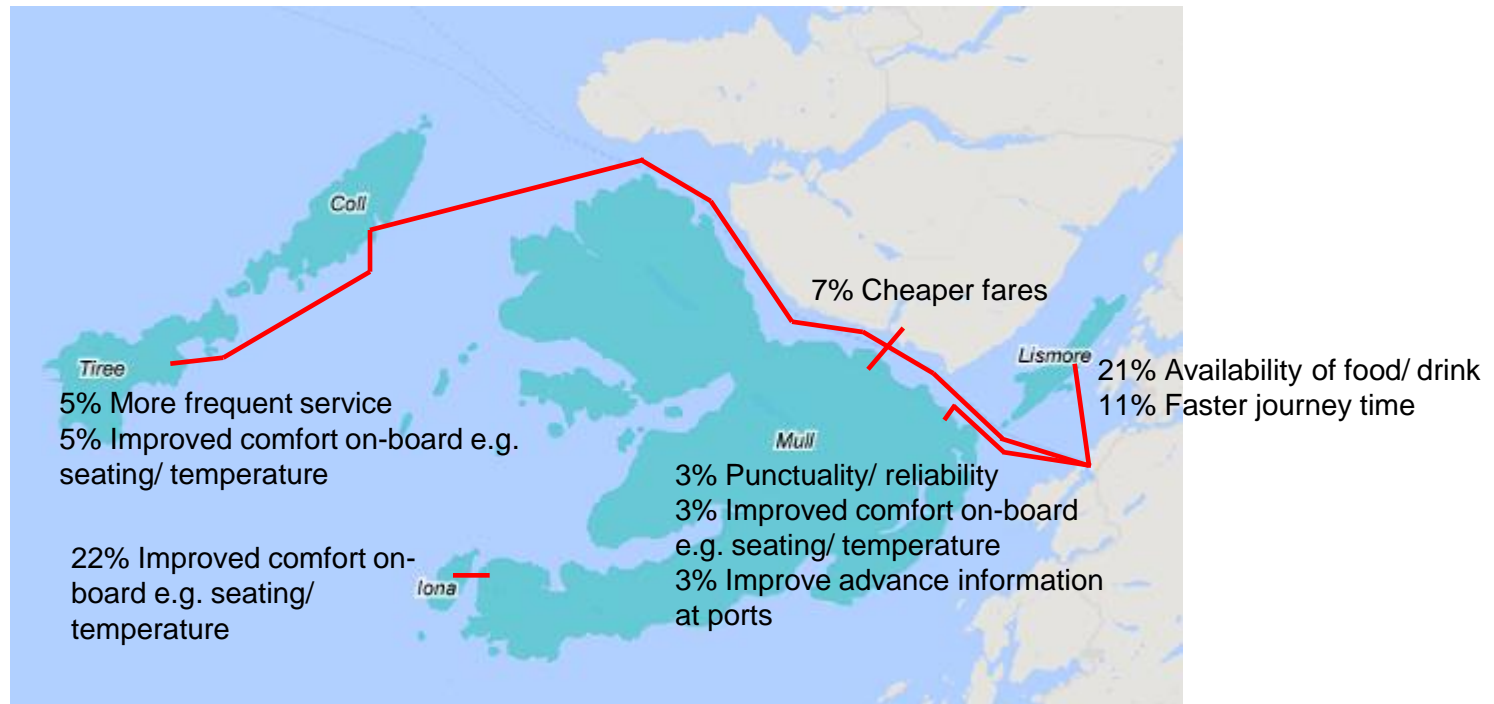 Coll
7% Cheaper fares
Lismore
21% Availability of food/ drink
11% Faster journey time
Tiree
5% More frequent service
5% Improved comfort on-board e.g.
seating/ temperature
Mull
3% Punctuality/ reliability
3% Improved comfort on-board
e.g. seating/ temperature
3% Improve advance information
at ports
22% Improved comfort on-
board e.g. seating/
temperature
Iona